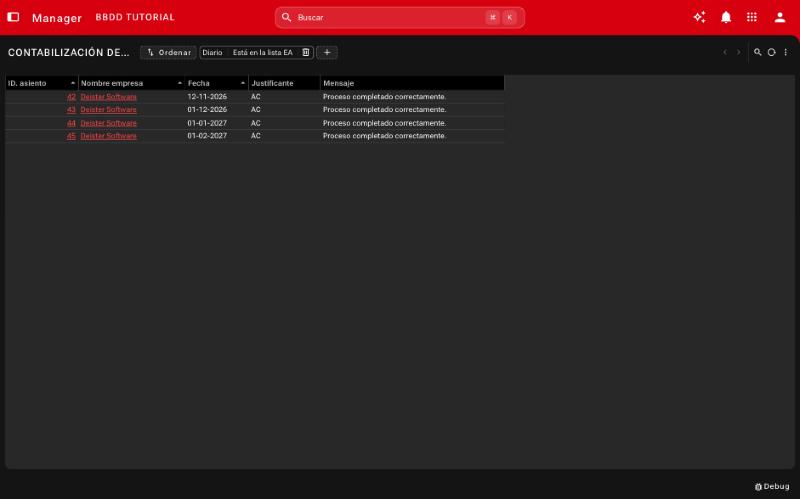 Manager BBDD TUTORIAL Buscar ⌘ K
CONTABILIZACIÓN DE... Ordenar Diario Está en la lista EA
ID. asiento Nombre empresa Fecha Justificante Mensaje
42 Deister Software 12-11-2026 AC Proceso completado correctamente.
43 Deister Software 01-12-2026 AC Proceso completado correctamente.
44 Deister Software 01-01-2027 AC Proceso completado correctamente.
45 Deister Software 01-02-2027 AC Proceso completado correctamente.
Debug